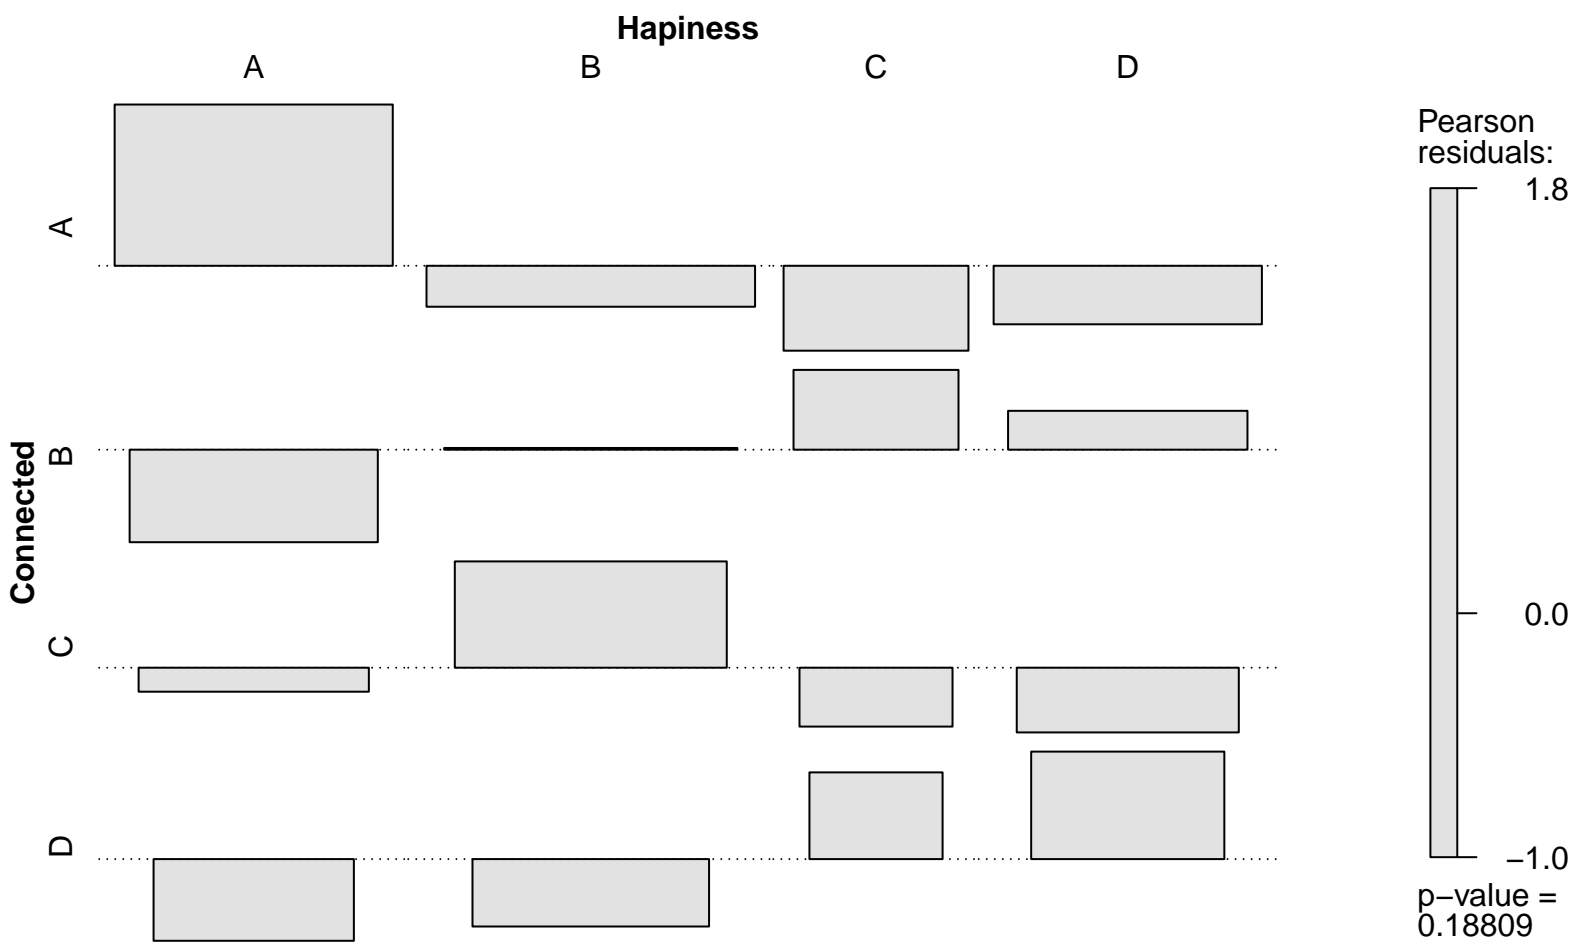 Hapiness
A B C D
Connected
A
B
C
D
Pearson
residuals:
1.8
0.0
−1.0
p−value =
0.18809